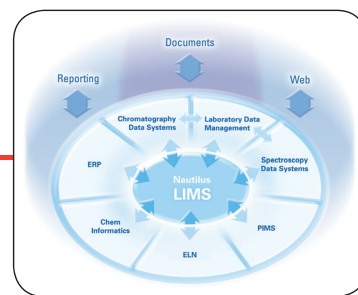 Documents
Reporting
Web
Chromatography
Data Systems
Laboratory Data
Management
ERP
Spectroscopy
Data Systems
Nautilus
LIMS
Chem
Informatics
PIMS
ELN